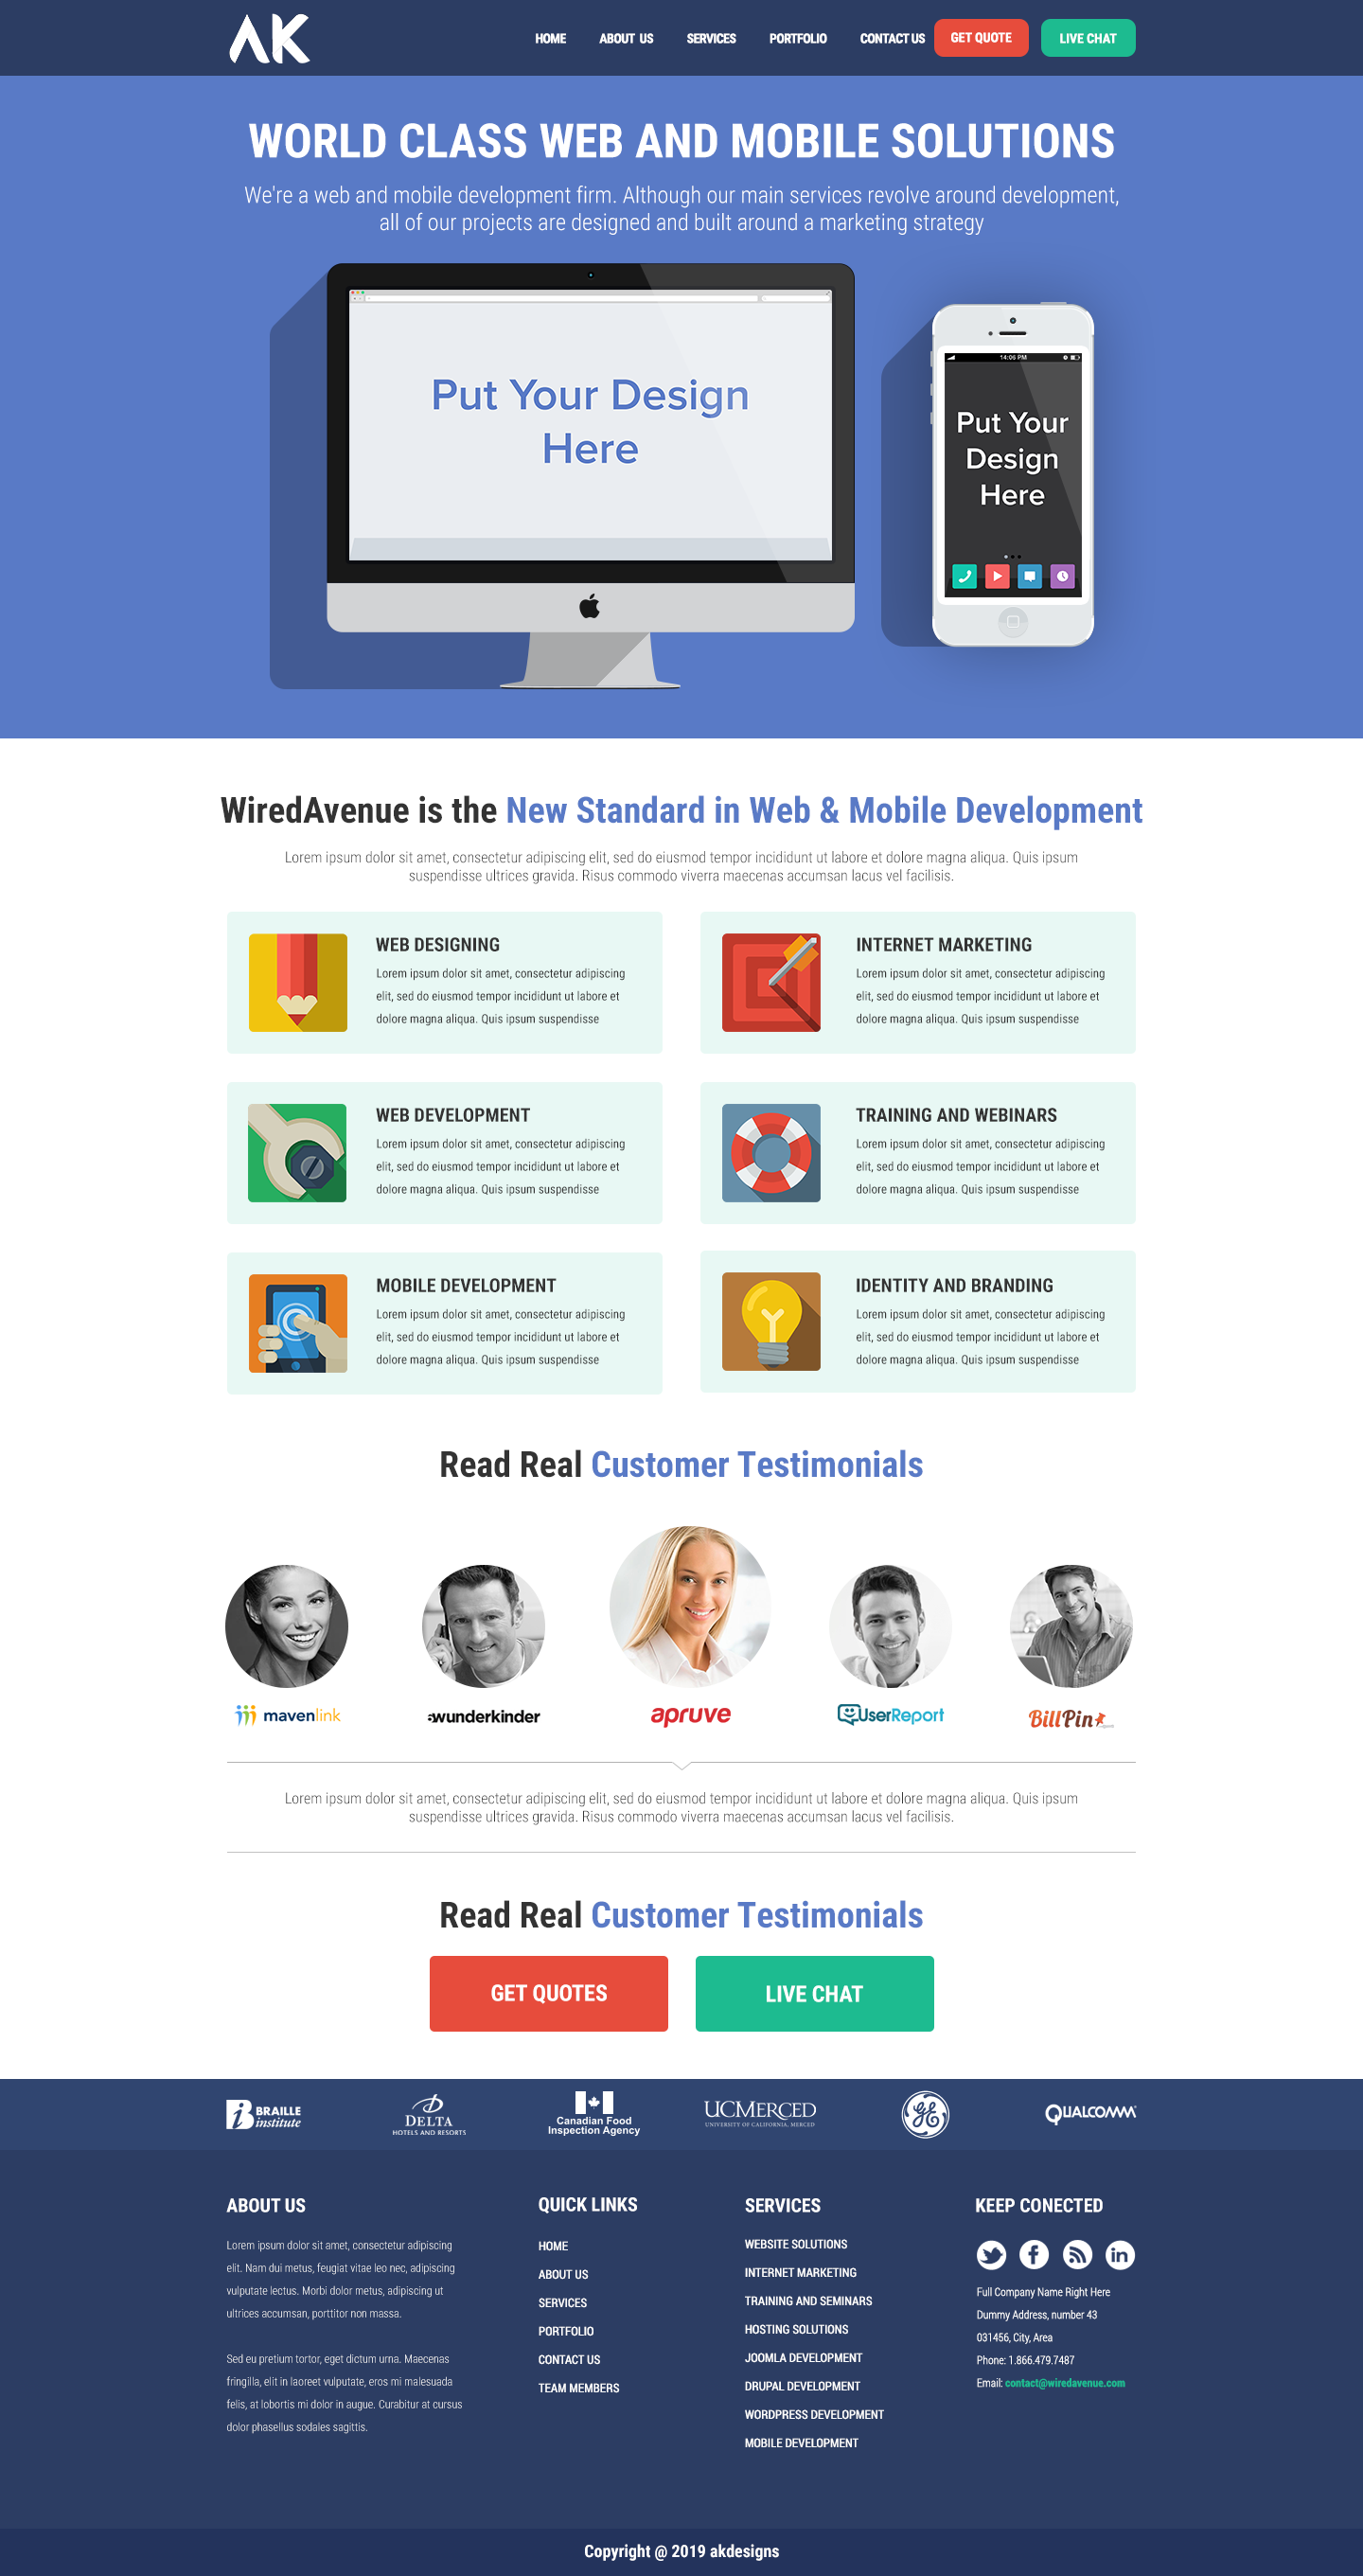 AK
HOME ABOUT US SERVICES PORTFOLIO CONTACT US GET QUOTE LIVE CHAT
WORLD CLASS WEB AND MOBILE SOLUTIONS
We're a web and mobile development firm. Although our main services revolve around development,
all of our projects are designed and built around a marketing strategy
Put Your Design
Here
14:06 PM
Put Your
Design
Here
WiredAvenue is the New Standard in Web & Mobile Development
Lorem ipsum dolor sit amet, consectetur adipiscing elit, sed do eiusmod tempor incididunt ut labore et dolore magna aliqua. Quis ipsum
suspendisse ultrices gravida. Risus commodo viverra maecenas accumsan lacus vel facilisis.
WEB DESIGNING
Lorem ipsum dolor sit amet, consectetur adipiscing
elit, sed do eiusmod tempor incididunt ut labore et
dolore magna aliqua. Quis ipsum suspendisse
INTERNET MARKETING
Lorem ipsum dolor sit amet, consectetur adipiscing
elit, sed do eiusmod tempor incididunt ut labore et
dolore magna aliqua. Quis ipsum suspendisse
WEB DEVELOPMENT
Lorem ipsum dolor sit amet, consectetur adipiscing
elit, sed do eiusmod tempor incididunt ut labore et
dolore magna aliqua. Quis ipsum suspendisse
TRAINING AND WEBINARS
Lorem ipsum dolor sit amet, consectetur adipiscing
elit, sed do eiusmod tempor incididunt ut labore et
dolore magna aliqua. Quis ipsum suspendisse
MOBILE DEVELOPMENT
Lorem ipsum dolor sit amet, consectetur adipiscing
elit, sed do eiusmod tempor incididunt ut labore et
dolore magna aliqua. Quis ipsum suspendisse
IDENTITY AND BRANDING
Lorem ipsum dolor sit amet, consectetur adipiscing
elit, sed do eiusmod tempor incididunt ut labore et
dolore magna aliqua. Quis ipsum suspendisse
Read Real Customer Testimonials
mavenlink
wunderkinder
apruve
UserReport
BillPin
Lorem ipsum dolor sit amet, consectetur adipiscing elit, sed do eiusmod tempor incididunt ut labore et dolore magna aliqua. Quis ipsum
suspendisse ultrices gravida. Risus commodo viverra maecenas accumsan lacus vel facilisis.
Read Real Customer Testimonials
GET QUOTES
LIVE CHAT
BRAILLE
institute
DELTA
HOTELS AND RESORTS
Canadian Food
Inspection Agency
UCMERCED
UNIVERSITY OF CALIFORNIA, MERCED
GE
QUALCOMM
ABOUT US
Lorem ipsum dolor sit amet, consectetur adipiscing
elit. Nam dui metus, feugiat vitae leo nec, adipiscing
vulputate lectus. Morbi dolor metus, adipiscing ut
ultrices accumsan, porttitor non massa.
Sed eu pretium tortor, eget dictum urna. Maecenas
fringilla, elit in laoreet vulputate, eros mi malesuada
felis, at lobortis mi dolor in augue. Curabitur at cursus
dolor phasellus sodales sagittis.
QUICK LINKS
HOME
ABOUT US
SERVICES
PORTFOLIO
CONTACT US
TEAM MEMBERS
SERVICES
WEBSITE SOLUTIONS
INTERNET MARKETING
TRAINING AND SEMINARS
HOSTING SOLUTIONS
JOOMLA DEVELOPMENT
DRUPAL DEVELOPMENT
WORDPRESS DEVELOPMENT
MOBILE DEVELOPMENT
KEEP CONECTED
Full Company Name Right Here
Dummy Address, number 43
031456, City, Area
Phone: 1.866.479.7487
Email: contact@wiredavenue.com
Copyright @ 2019 akdesigns